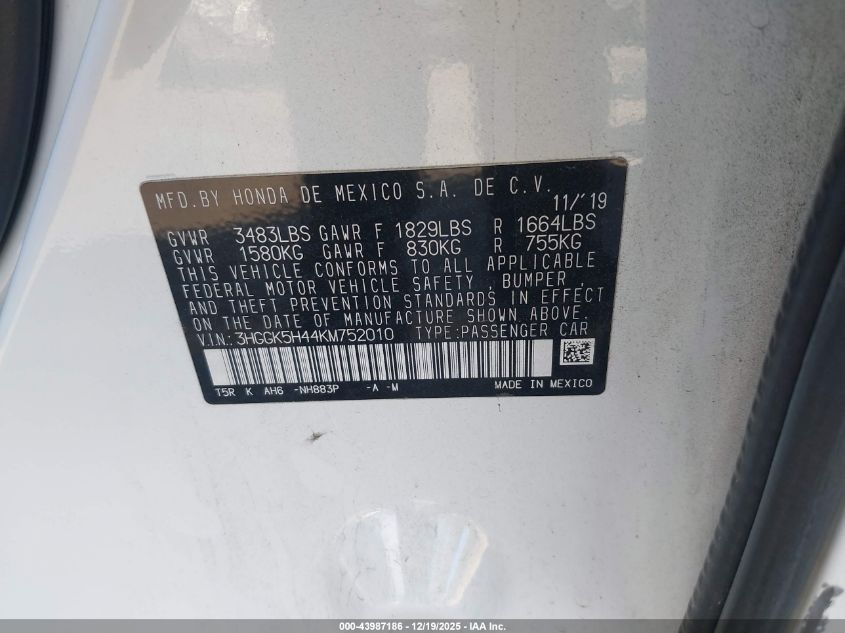 MFD.BY HONDA DE MEXICO S.A. DE C.V.
11/'19
GVWR 3483LBS GAWR F 1829LBS R 1664LBS
GVWR 1580KG GAWR F 830KG R 755KG
THIS VEHICLE CONFORMS TO ALL APPLICABLE
FEDERAL MOTOR VEHICLE SAFETY , BUMPER ,
AND THEFT PREVENTION STANDARDS IN EFFECT
ON THE DATE OF MANUFACTURE SHOWN ABOVE.
V.I.N.: 3HGGK5H44KM752010 TYPE:PASSENGER CAR
T5R K AH6 -NH883P -A -M MADE IN MEXICO
000-43987186 - 12/19/2025 - IAA Inc.